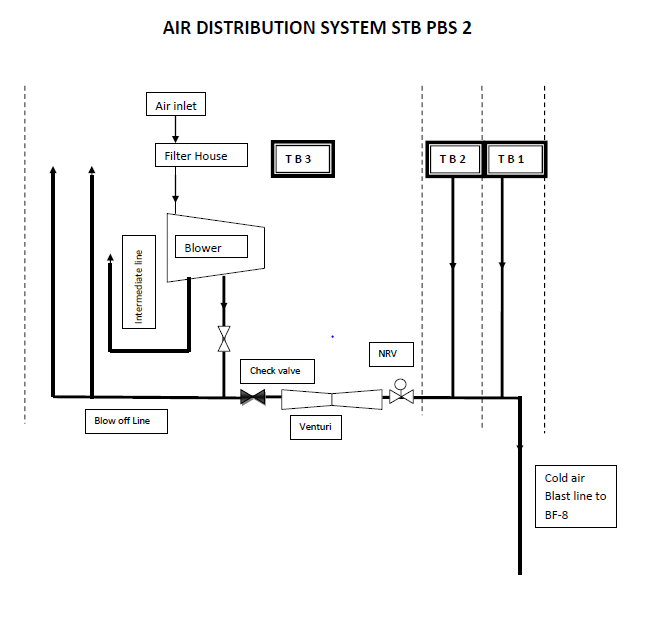 AIR DISTRIBUTION SYSTEM STB PBS 2
Air inlet
Filter House
T B 3
T B 2
T B 1
Blower
Intermediate line
NRV
Check valve
Blow off Line
Venturi
Cold air
Blast line to
BF-8